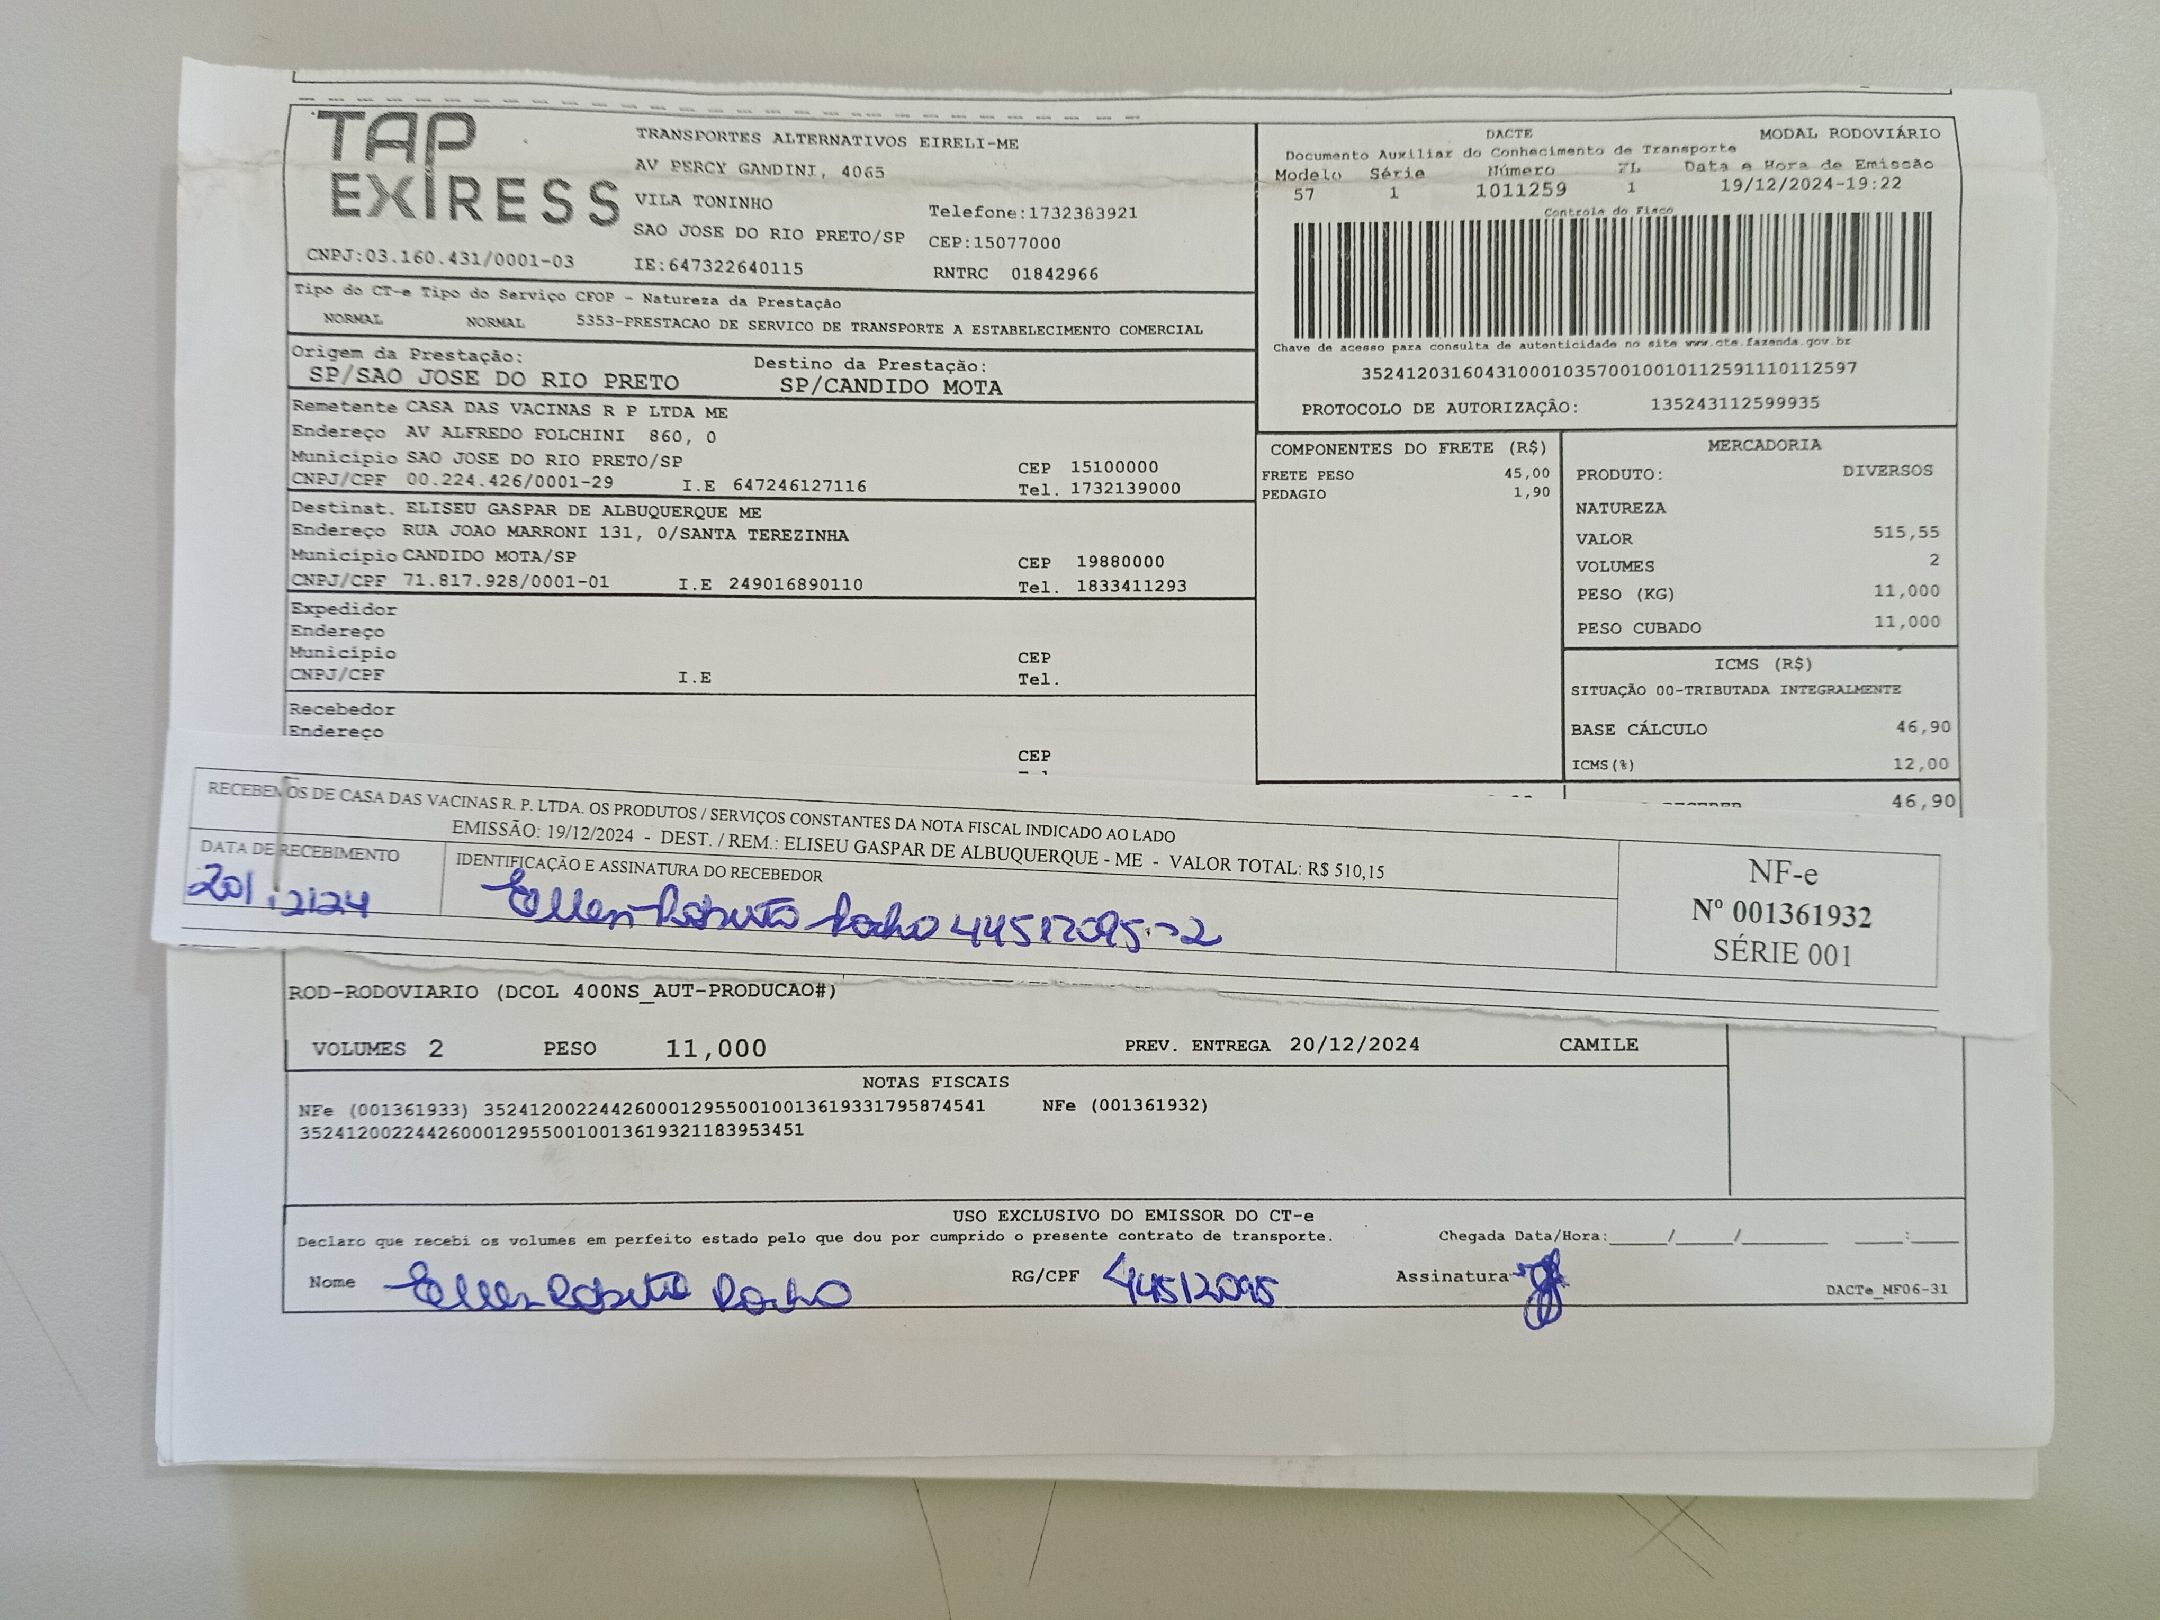 TAP EXPRESS
TRANSPORTES ALTERNATIVOS EIRELI-ME
AV PERCY GANDINI, 4065
VILA TONINHO Telefone:1732383921
SAO JOSE DO RIO PRETO/SP CEP:15077000
CNPJ:03.160.431/0001-03 IE:647322640115 RNTRC 01842966
DACTE MODAL RODOVIÁRIO
Documento Auxiliar do Conhecimento de Transporte
Modelo Série Número FL Data e Hora de Emissão
57 1 1011259 1 19/12/2024-19:22
Controle do Fisco
Chave de acesso para consulta de autenticidade no site www.cte.fazenda.gov.br
35241203160431000103570010010112591110112597
PROTOCOLO DE AUTORIZAÇÃO: 135243112599935
Tipo do CT-e Tipo do Serviço CFOP - Natureza da Prestação
NORMAL NORMAL 5353-PRESTACAO DE SERVICO DE TRANSPORTE A ESTABELECIMENTO COMERCIAL
Origem da Prestação: Destino da Prestação:
SP/SAO JOSE DO RIO PRETO SP/CANDIDO MOTA
Remetente CASA DAS VACINAS R P LTDA ME
Endereço AV ALFREDO FOLCHINI 860, 0
Município SAO JOSE DO RIO PRETO/SP CEP 15100000
CNPJ/CPF 00.224.426/0001-29 I.E 647246127116 Tel. 1732139000
Destinat. ELISEU GASPAR DE ALBUQUERQUE ME
Endereço RUA JOAO MARRONI 131, 0/SANTA TEREZINHA
Município CANDIDO MOTA/SP CEP 19880000
CNPJ/CPF 71.817.928/0001-01 I.E 249016890110 Tel. 1833411293
Expedidor
Endereço
Município CEP
CNPJ/CPF I.E Tel.
Recebedor
Endereço
CEP
COMPONENTES DO FRETE (R$)
FRETE PESO 45,00
PEDAGIO 1,90
MERCADORIA
PRODUTO: DIVERSOS
NATUREZA
VALOR 515,55
VOLUMES 2
PESO (KG) 11,000
PESO CUBADO 11,000
ICMS (R$)
SITUAÇÃO 00-TRIBUTADA INTEGRALMENTE
BASE CÁLCULO 46,90
ICMS(%) 12,00
46,90
RECEBEMOS DE CASA DAS VACINAS R. P. LTDA. OS PRODUTOS / SERVIÇOS CONSTANTES DA NOTA FISCAL INDICADO AO LADO
EMISSÃO: 19/12/2024 - DEST. / REM.: ELISEU GASPAR DE ALBUQUERQUE - ME - VALOR TOTAL: R$ 510,15
DATA DE RECEBIMENTO IDENTIFICAÇÃO E ASSINATURA DO RECEBEDOR
20/12/24 Ellen Roberta Rocha 44512095-2
NF-e
Nº 001361932
SÉRIE 001
ROD-RODOVIARIO (DCOL 400NS_AUT-PRODUCAO#)
VOLUMES 2 PESO 11,000 PREV. ENTREGA 20/12/2024 CAMILE
NOTAS FISCAIS
NFe (001361933) 35241200224426000129550010013619331795874541 NFe (001361932)
35241200224426000129550010013619321183953451
USO EXCLUSIVO DO EMISSOR DO CT-e
Declaro que recebi os volumes em perfeito estado pelo que dou por cumprido o presente contrato de transporte. Chegada Data/Hora:_____/_____/_______ ____:____
Nome Ellen Roberta Rocha RG/CPF 44512095 Assinatura
DACTe_MF06-31